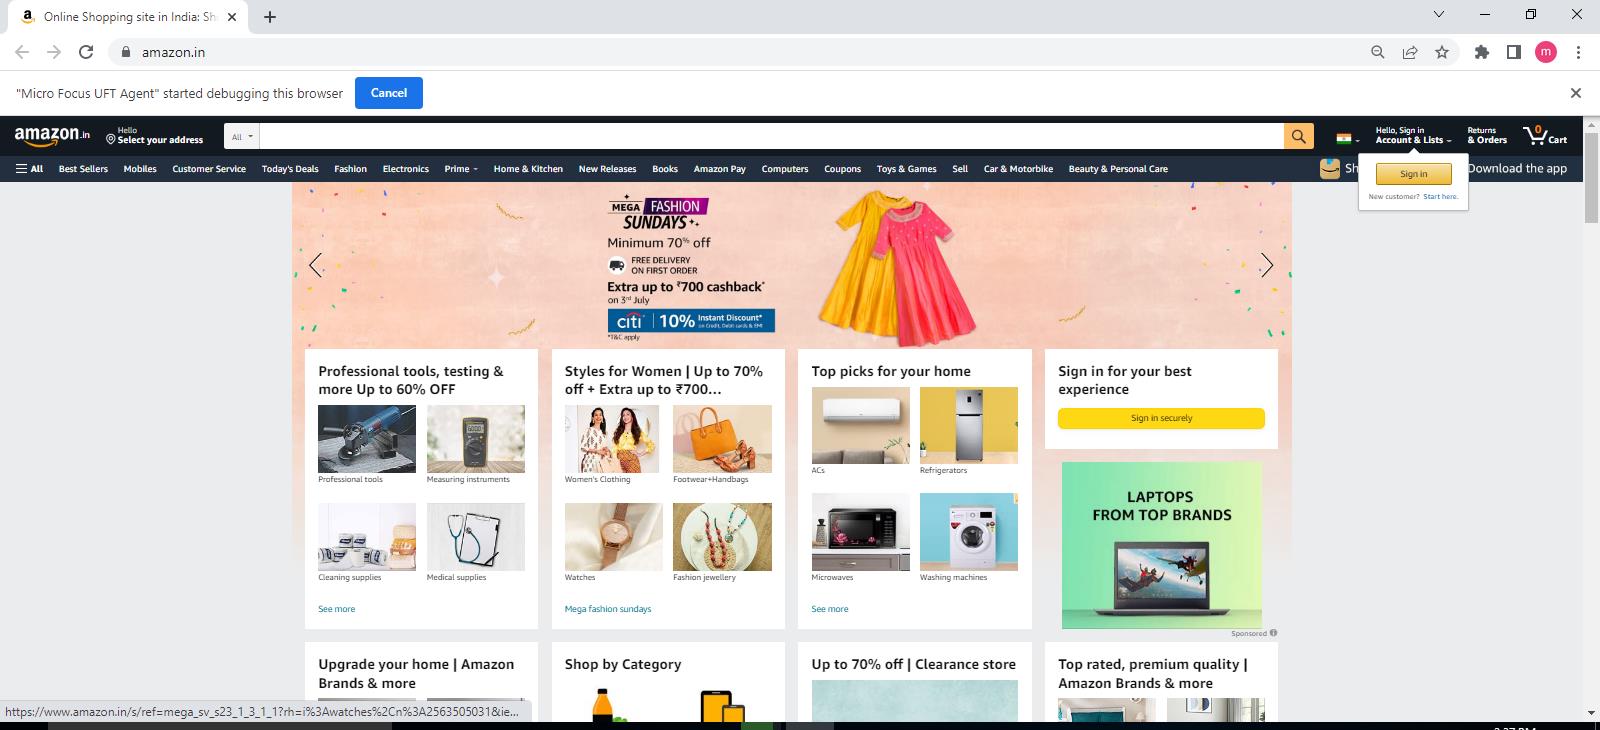 Online Shopping site in India: Sh
amazon.in
"Micro Focus UFT Agent" started debugging this browser
Cancel
m
amazon.in
Hello
Select your address
All
Hello, Sign in
Account & Lists
Returns
& Orders
0
Cart
All
Best Sellers
Mobiles
Customer Service
Today's Deals
Fashion
Electronics
Prime
Home & Kitchen
New Releases
Books
Amazon Pay
Computers
Coupons
Toys & Games
Sell
Car & Motorbike
Beauty & Personal Care
Sh
Download the app
Sign in
New customer? Start here.
MEGA FASHION
SUNDAYS
Minimum 70% off
FREE DELIVERY
ON FIRST ORDER
Extra up to ₹700 cashback*
on 3rd July
citi 10% Instant Discount*
on Credit, Debit cards & EMI
*T&C apply
Professional tools, testing &
more Up to 60% OFF
Professional tools
Measuring instruments
Cleaning supplies
Medical supplies
See more
Styles for Women | Up to 70%
off + Extra up to ₹700...
Women's Clothing
Footwear+Handbags
Watches
Fashion jewellery
Mega fashion sundays
Top picks for your home
ACs
Refrigerators
Microwaves
Washing machines
See more
Sign in for your best
experience
Sign in securely
LAPTOPS
FROM TOP BRANDS
Sponsored
Upgrade your home | Amazon
Brands & more
Shop by Category
Up to 70% off | Clearance store
Top rated, premium quality |
Amazon Brands & more
https://www.amazon.in/s/ref=mega_sv_s23_1_3_1_1?rh=i%3Awatches%2Cn%3A2563505031&ie...